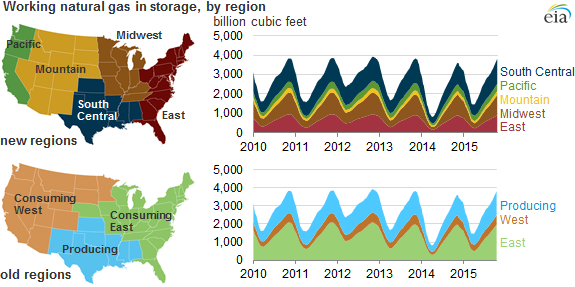 Working natural gas in storage, by region
billion cubic feet
eia
Pacific
Midwest
Mountain
South
Central
East
new regions
5,000
4,000
3,000
2,000
1,000
0
2010 2011 2012 2013 2014 2015
South Central
Pacific
Mountain
Midwest
East
Consuming
West
Consuming
East
Producing
old regions
5,000
4,000
3,000
2,000
1,000
0
2010 2011 2012 2013 2014 2015
Producing
West
East